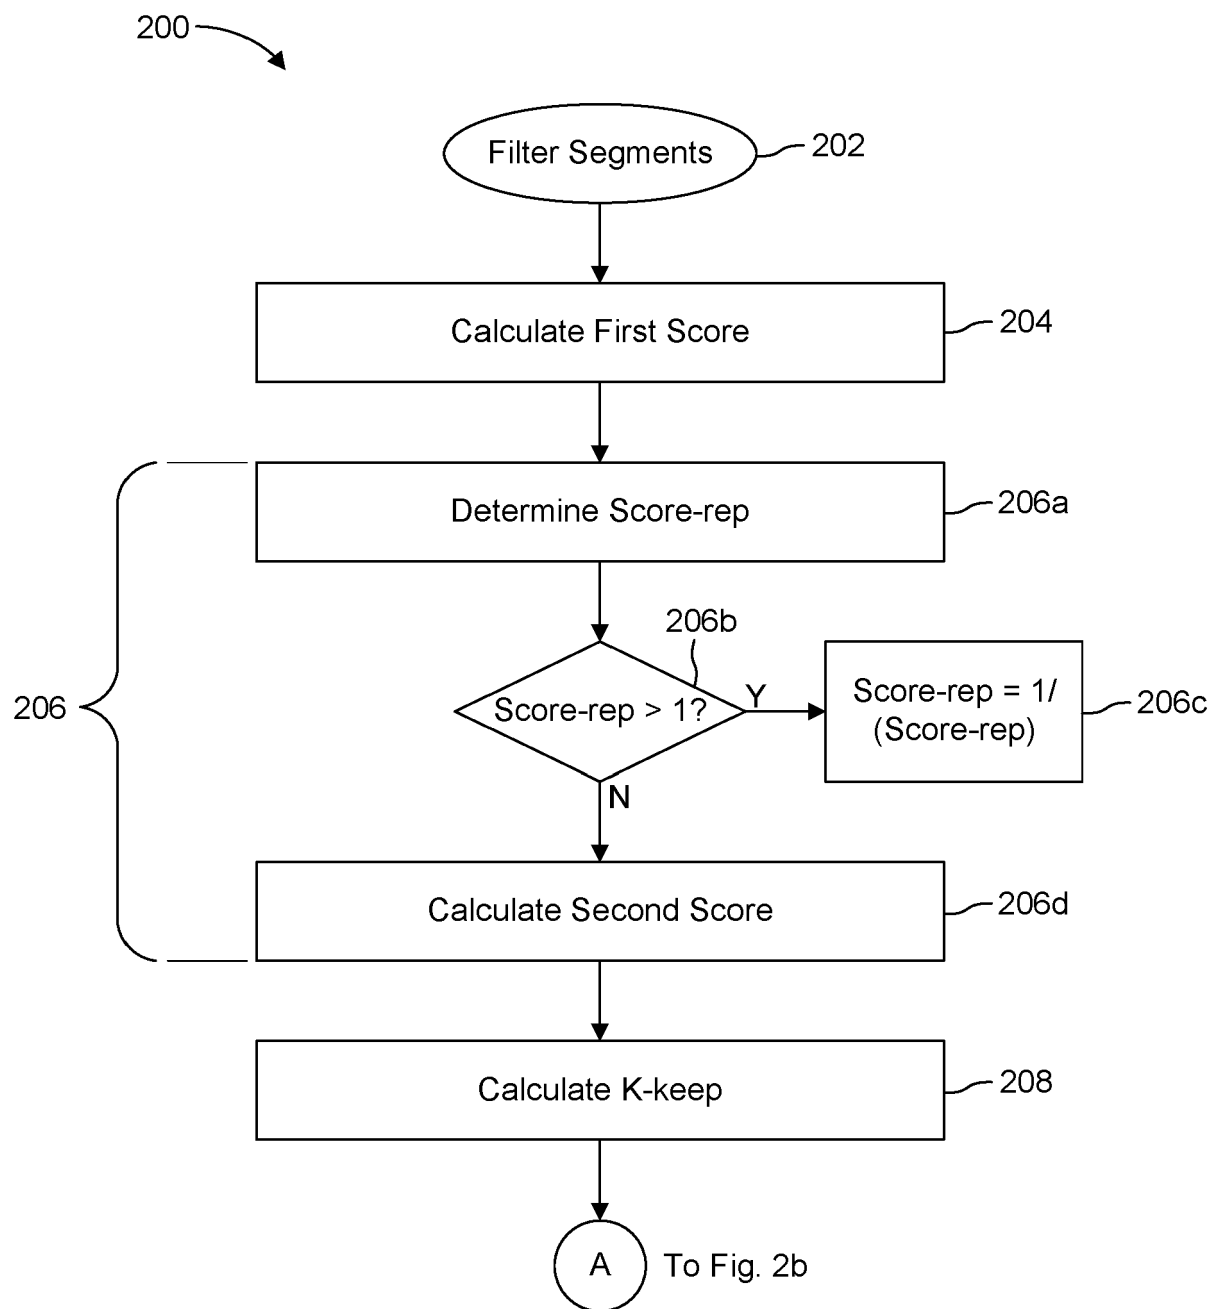 200
Filter Segments
202
Calculate First Score
204
Determine Score-rep
206a
206b
Score-rep > 1?
Y
Score-rep = 1/
(Score-rep)
206c
206
N
Calculate Second Score
206d
Calculate K-keep
208
A
To Fig. 2b